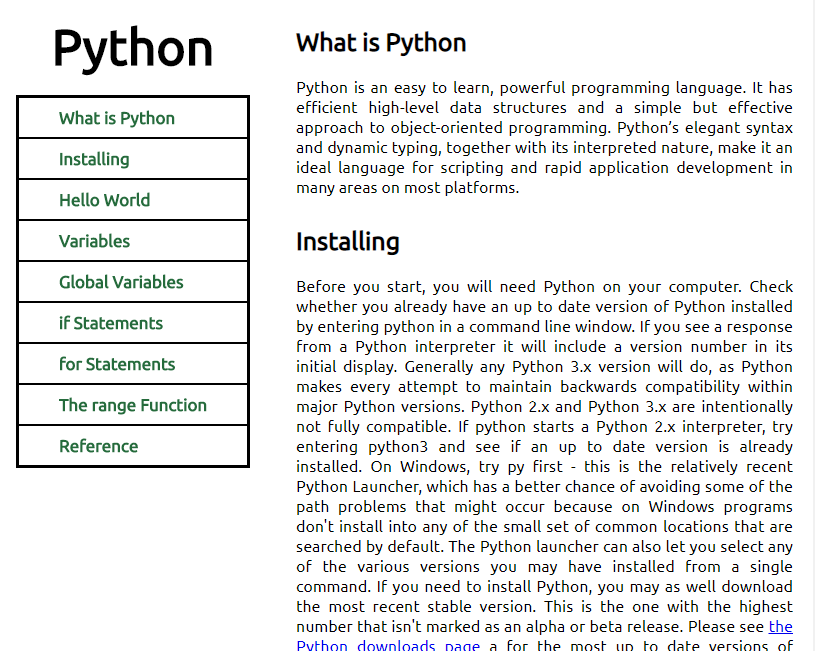 Python
What is Python
Installing
Hello World
Variables
Global Variables
if Statements
for Statements
The range Function
Reference
What is Python
Python is an easy to learn, powerful programming language. It has
efficient high-level data structures and a simple but effective
approach to object-oriented programming. Python’s elegant syntax
and dynamic typing, together with its interpreted nature, make it an
ideal language for scripting and rapid application development in
many areas on most platforms.
Installing
Before you start, you will need Python on your computer. Check
whether you already have an up to date version of Python installed
by entering python in a command line window. If you see a response
from a Python interpreter it will include a version number in its
initial display. Generally any Python 3.x version will do, as Python
makes every attempt to maintain backwards compatibility within
major Python versions. Python 2.x and Python 3.x are intentionally
not fully compatible. If python starts a Python 2.x interpreter, try
entering python3 and see if an up to date version is already
installed. On Windows, try py first - this is the relatively recent
Python Launcher, which has a better chance of avoiding some of the
path problems that might occur because on Windows programs
don't install into any of the small set of common locations that are
searched by default. The Python launcher can also let you select any
of the various versions you may have installed from a single
command. If you need to install Python, you may as well download
the most recent stable version. This is the one with the highest
number that isn't marked as an alpha or beta release. Please see the
Python downloads page a for the most up to date versions of